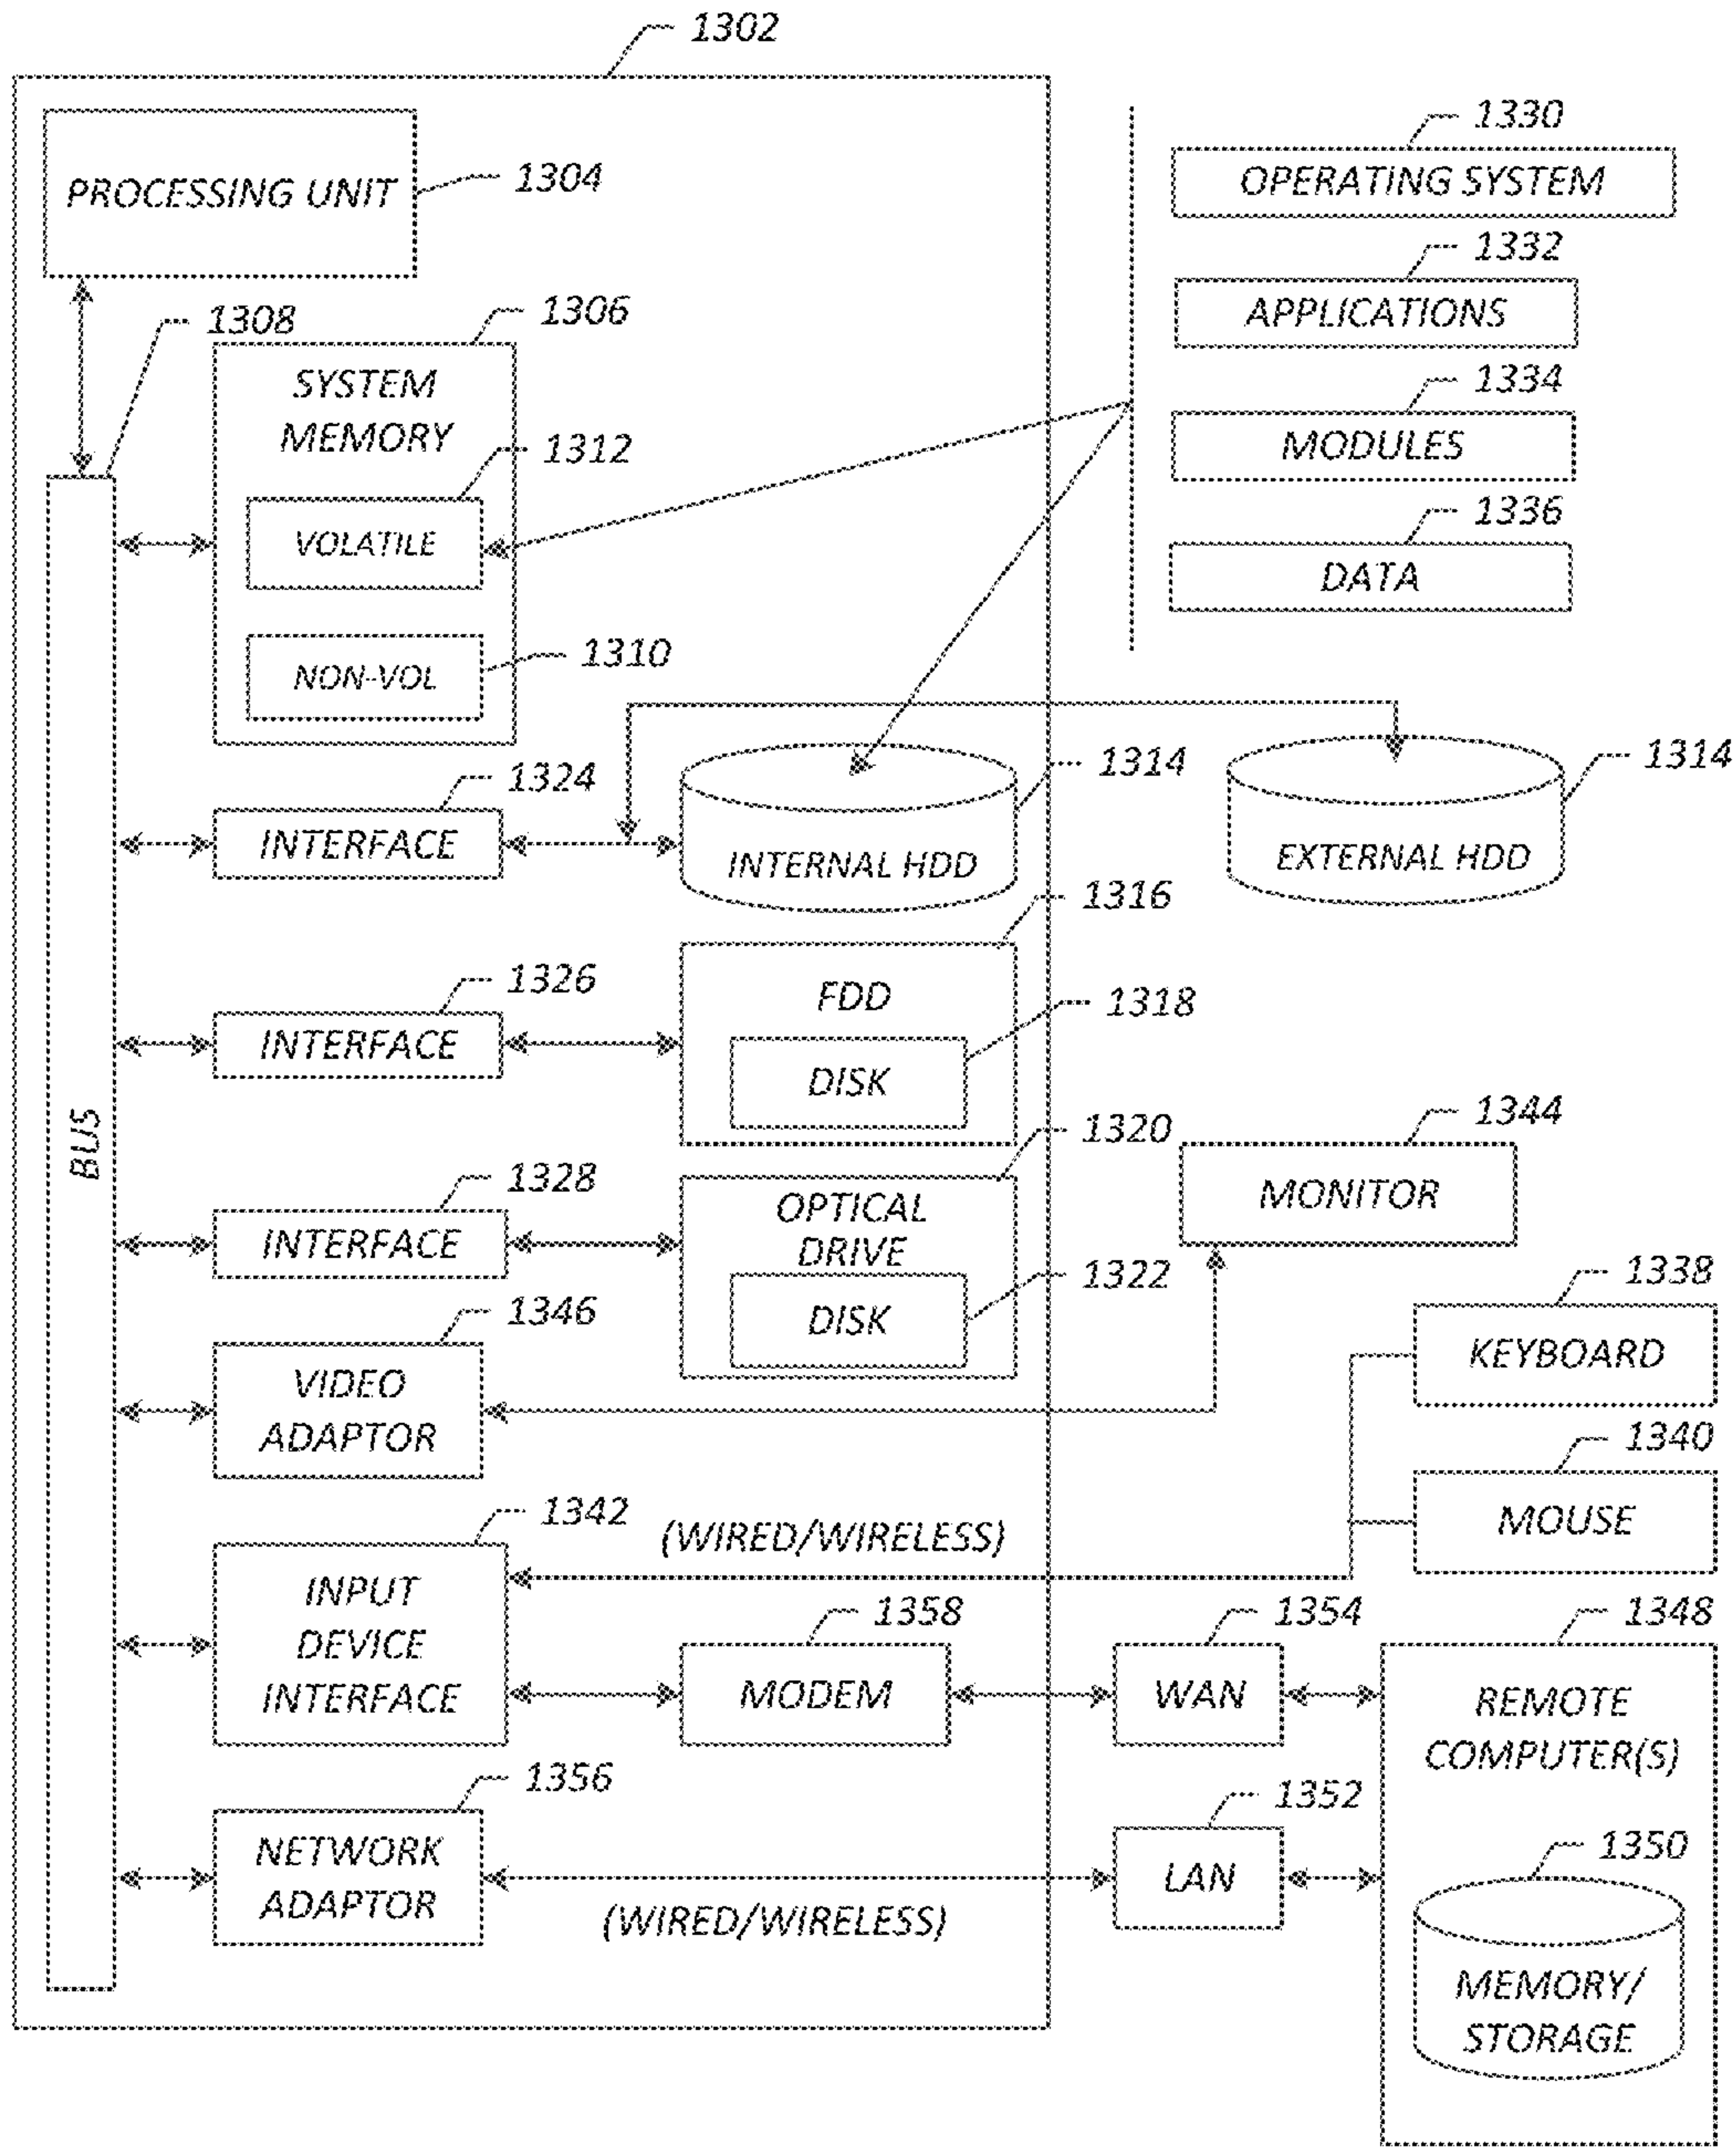 1302
PROCESSING UNIT
1304
1330
OPERATING SYSTEM
1332
APPLICATIONS
1334
MODULES
1336
DATA
1308
1306
SYSTEM
MEMORY
1312
VOLATILE
1310
NON-VOL
BUS
1324
INTERFACE
1314
INTERNAL HDD
1314
EXTERNAL HDD
1326
INTERFACE
1316
FDD
1318
DISK
1328
INTERFACE
1320
OPTICAL
DRIVE
1322
DISK
1344
MONITOR
1346
VIDEO
ADAPTOR
1338
KEYBOARD
1340
MOUSE
1342
INPUT
DEVICE
INTERFACE
(WIRED/WIRELESS)
1358
MODEM
1354
WAN
1348
REMOTE
COMPUTER(S)
1356
NETWORK
ADAPTOR
(WIRED/WIRELESS)
1352
LAN
1350
MEMORY/
STORAGE